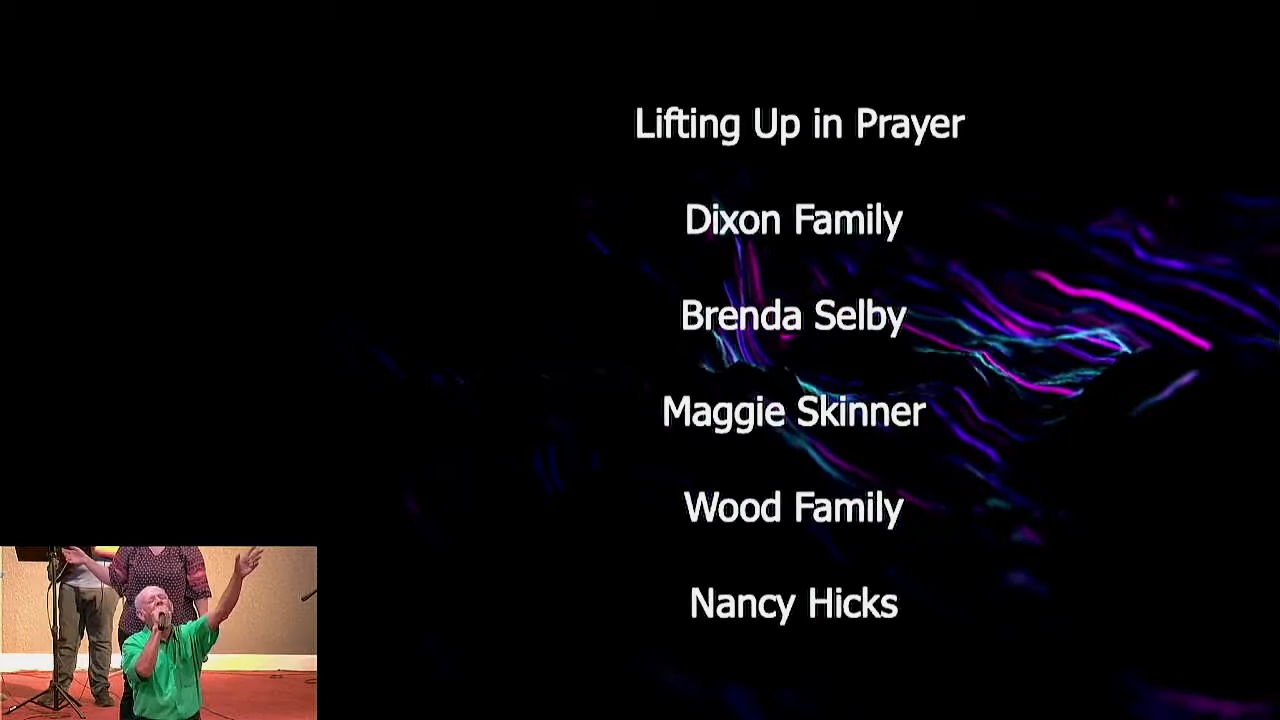 Lifting Up in Prayer
Dixon Family
Brenda Selby
Maggie Skinner
Wood Family
Nancy Hicks